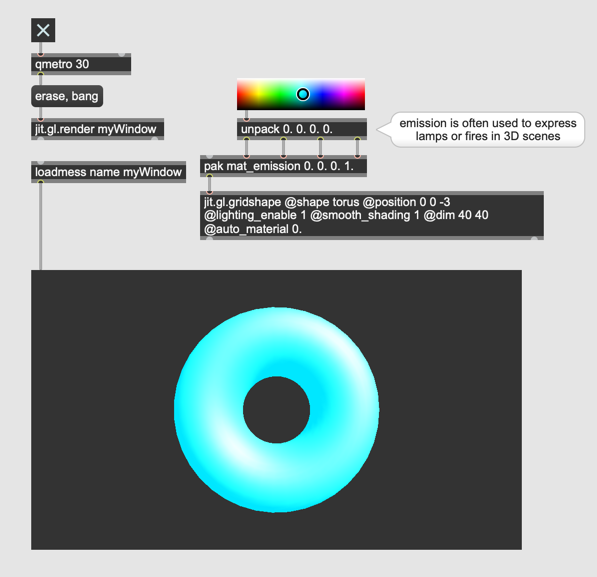 qmetro 30
erase, bang
jit.gl.render myWindow
loadmess name myWindow
unpack 0. 0. 0. 0.
emission is often used to express
lamps or fires in 3D scenes
pak mat_emission 0. 0. 0. 1.
jit.gl.gridshape @shape torus @position 0 0 -3
@lighting_enable 1 @smooth_shading 1 @dim 40 40
@auto_material 0.